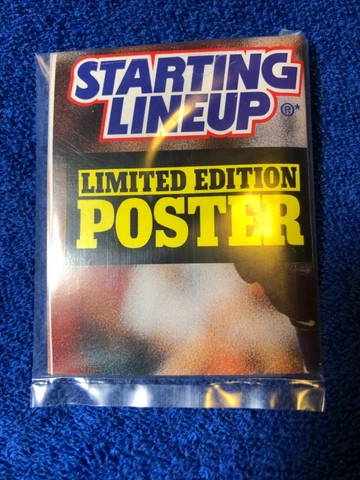 STARTING
LINEUP ®*
LIMITED EDITION
POSTER